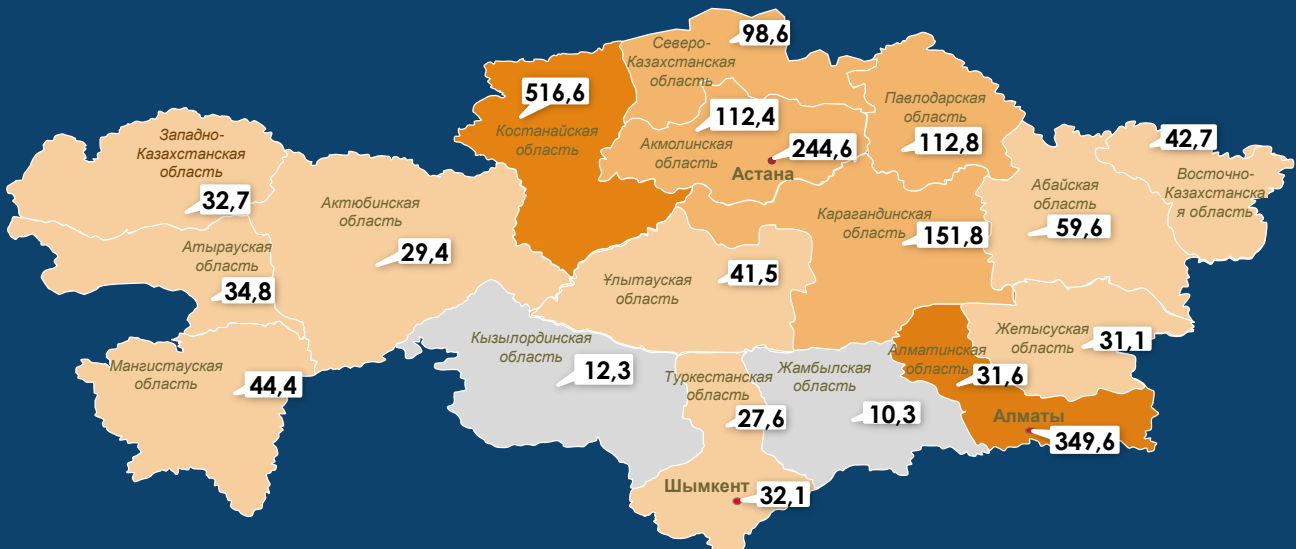 98,6
Северо-
Казахстанская
область
516,6
Костанайская
область
112,4
Акмолинская
область
244,6
Астана
Павлодарская
область
112,8
Западно-
Казахстанская
область
32,7
Актюбинская
область
29,4
Атырауская
область
34,8
Мангистауская
область
44,4
Ұлытауская
область
41,5
Карагандинская
область
151,8
Абайская
область
59,6
42,7
Восточно-
Казахстанска
я область
Кызылординская
область
12,3
Туркестанская
область
27,6
Шымкент
32,1
Жамбылская
область
10,3
Алматинская
область
31,6
Жетысуская
область
31,1
Алматы
349,6